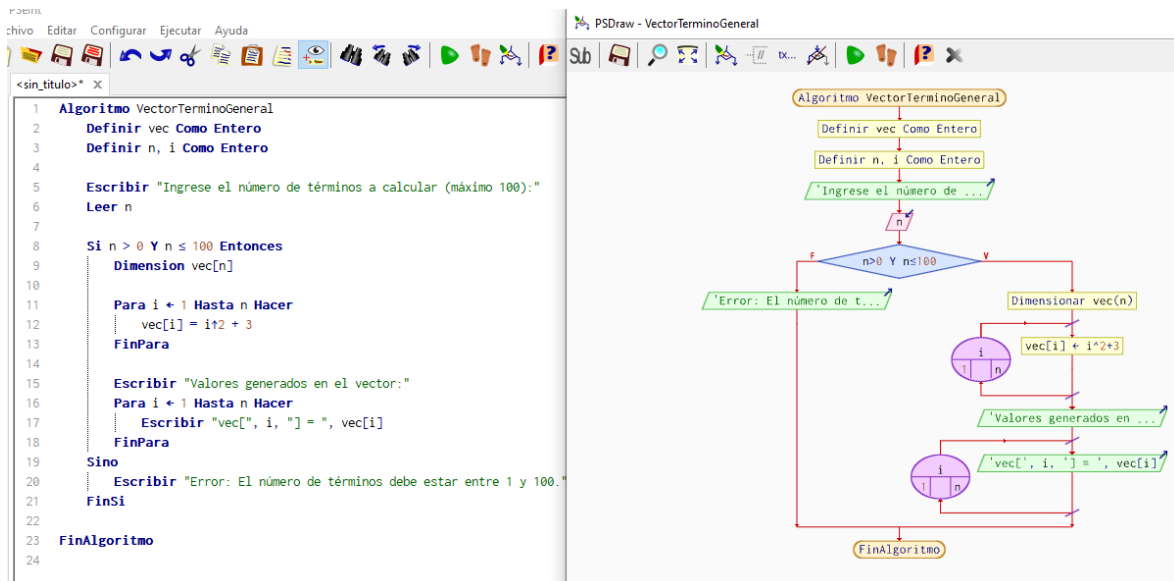 PSeInt
chivo Editar Configurar Ejecutar Ayuda
<sin_titulo>* X
1 Algoritmo VectorTerminoGeneral
2 Definir vec Como Entero
3 Definir n, i Como Entero
4
5 Escribir "Ingrese el número de términos a calcular (máximo 100):"
6 Leer n
7
8 Si n > 0 Y n ≤ 100 Entonces
9 Dimension vec[n]
10
11 Para i ← 1 Hasta n Hacer
12 vec[i] = i↑2 + 3
13 FinPara
14
15 Escribir "Valores generados en el vector:"
16 Para i ← 1 Hasta n Hacer
17 Escribir "vec[", i, "] = ", vec[i]
18 FinPara
19 Sino
20 Escribir "Error: El número de términos debe estar entre 1 y 100."
21 FinSi
22
23 FinAlgoritmo
24
PSDraw - VectorTerminoGeneral
Sub tx...
Algoritmo VectorTerminoGeneral
Definir vec Como Entero
Definir n, i Como Entero
'Ingrese el número de ...
n
F n>0 Y n≤100 V
'Error: El número de t...
Dimensionar vec(n)
i
1 n
vec[i] ← i^2+3
'Valores generados en ...
i
1 n
'vec[', i, '] = ', vec[i]
FinAlgoritmo